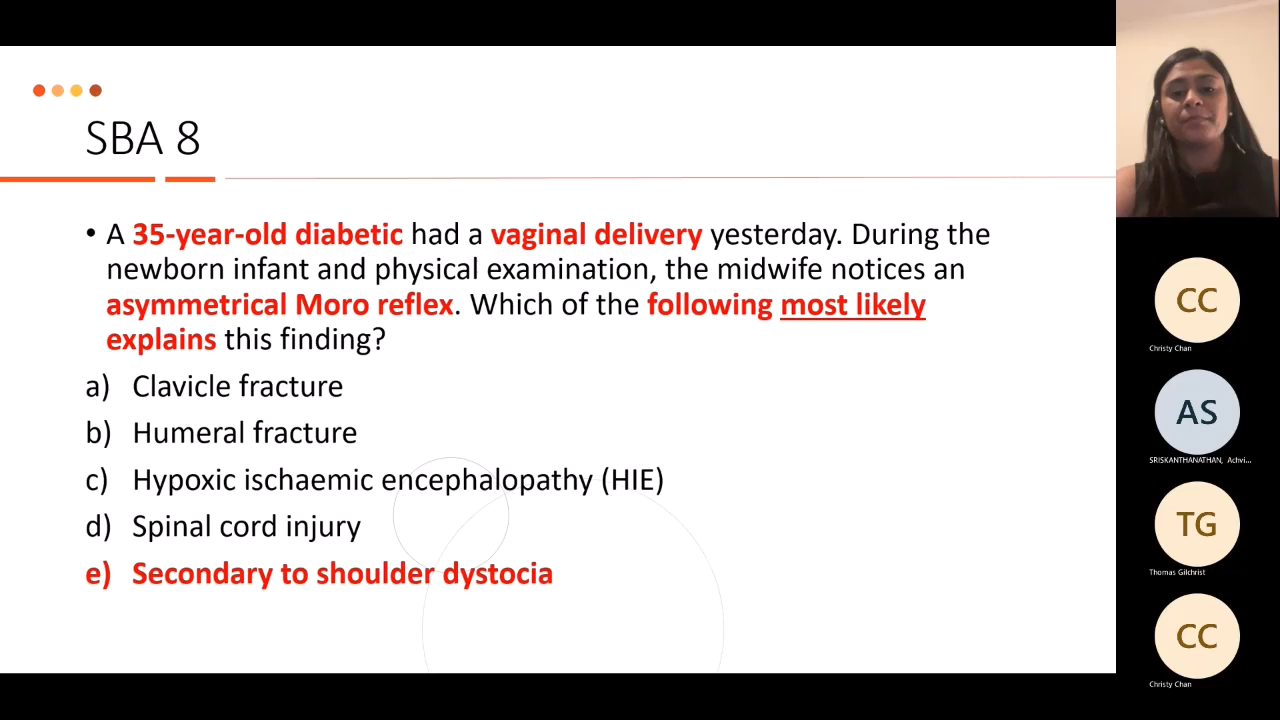 SBA 8
• A 35-year-old diabetic had a vaginal delivery yesterday. During the
newborn infant and physical examination, the midwife notices an
asymmetrical Moro reflex. Which of the following most likely
explains this finding?
a) Clavicle fracture
b) Humeral fracture
c) Hypoxic ischaemic encephalopathy (HIE)
d) Spinal cord injury
e) Secondary to shoulder dystocia
CC
Christy Chan
AS
SRISKANTHANATHAN, Achvi...
TG
Thomas Gilchrist
CC
Christy Chan